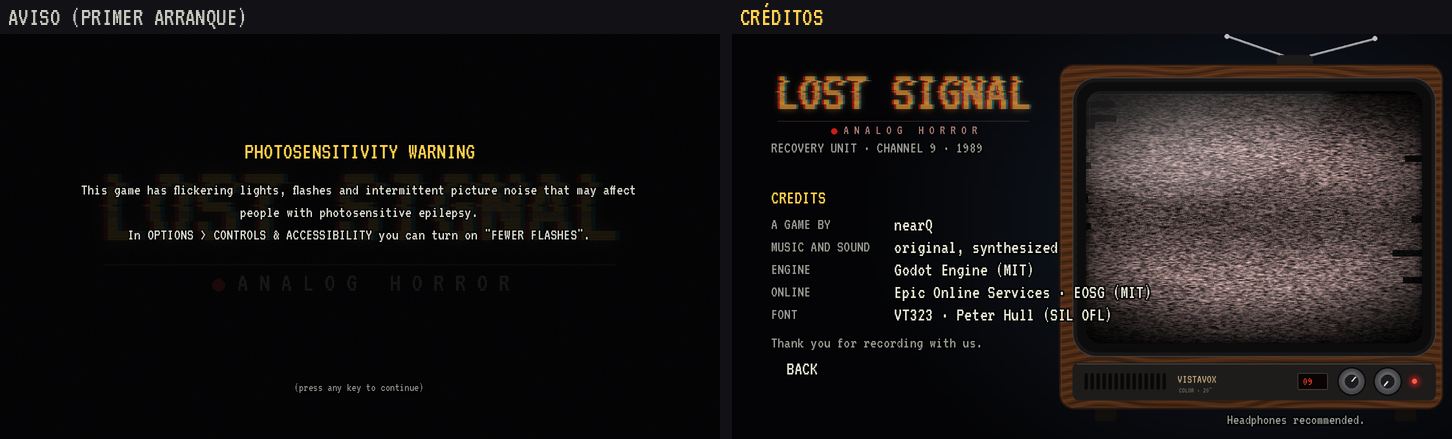 AVISO (PRIMER ARRANQUE)
PHOTOSENSITIVITY WARNING
This game has flickering lights, flashes and intermittent picture noise that may affect
people with photosensitive epilepsy.
In OPTIONS > CONTROLS & ACCESSIBILITY you can turn on "FEWER FLASHES".
LOST SIGNAL
ANALOG HORROR
(press any key to continue)
CRÉDITOS
LOST SIGNAL
ANALOG HORROR
RECOVERY UNIT · CHANNEL 9 · 1989
CREDITS
A GAME BY nearQ
MUSIC AND SOUND original, synthesized
ENGINE Godot Engine (MIT)
ONLINE Epic Online Services · EOSG (MIT)
FONT VT323 · Peter Hull (SIL OFL)
Thank you for recording with us.
BACK
VISTAVOX
COLOR · 20"
09
Headphones recommended.